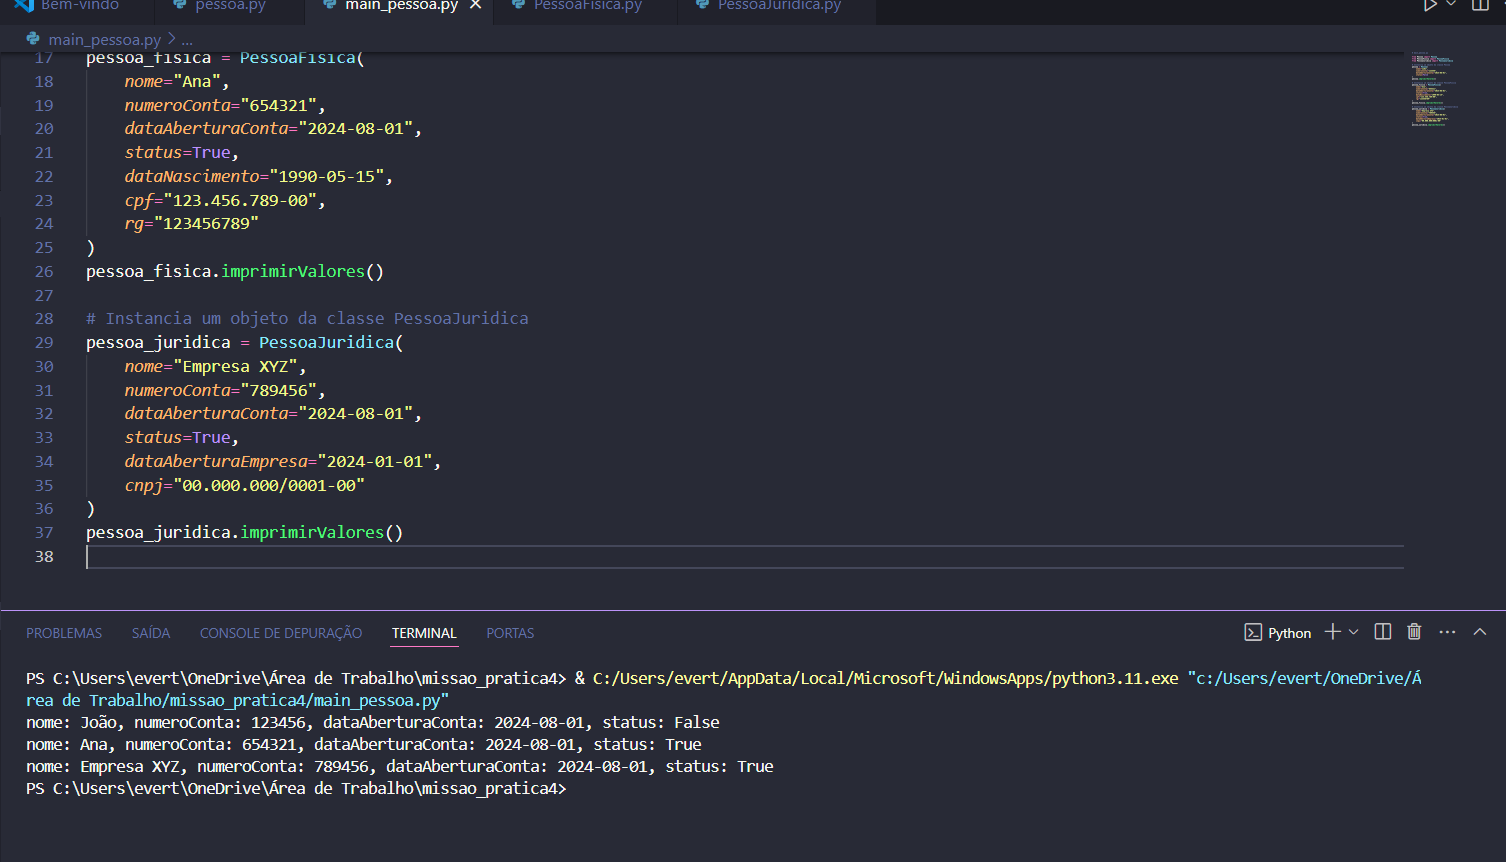 Bem-vindo pessoa.py main_pessoa.py × PessoaFisica.py PessoaJuridica.py
main_pessoa.py > ...
17 pessoa_fisica = PessoaFisica(
18 nome="Ana",
19 numeroConta="654321",
20 dataAberturaConta="2024-08-01",
21 status=True,
22 dataNascimento="1990-05-15",
23 cpf="123.456.789-00",
24 rg="123456789"
25 )
26 pessoa_fisica.imprimirValores()
27
28 # Instancia um objeto da classe PessoaJuridica
29 pessoa_juridica = PessoaJuridica(
30 nome="Empresa XYZ",
31 numeroConta="789456",
32 dataAberturaConta="2024-08-01",
33 status=True,
34 dataAberturaEmpresa="2024-01-01",
35 cnpj="00.000.000/0001-00"
36 )
37 pessoa_juridica.imprimirValores()
38
PROBLEMAS SAÍDA CONSOLE DE DEPURAÇÃO TERMINAL PORTAS Python
PS C:\Users\evert\OneDrive\Área de Trabalho\missao_pratica4> & C:/Users/evert/AppData/Local/Microsoft/WindowsApps/python3.11.exe "c:/Users/evert/OneDrive/Á
rea de Trabalho/missao_pratica4/main_pessoa.py"
nome: João, numeroConta: 123456, dataAberturaConta: 2024-08-01, status: False
nome: Ana, numeroConta: 654321, dataAberturaConta: 2024-08-01, status: True
nome: Empresa XYZ, numeroConta: 789456, dataAberturaConta: 2024-08-01, status: True
PS C:\Users\evert\OneDrive\Área de Trabalho\missao_pratica4>